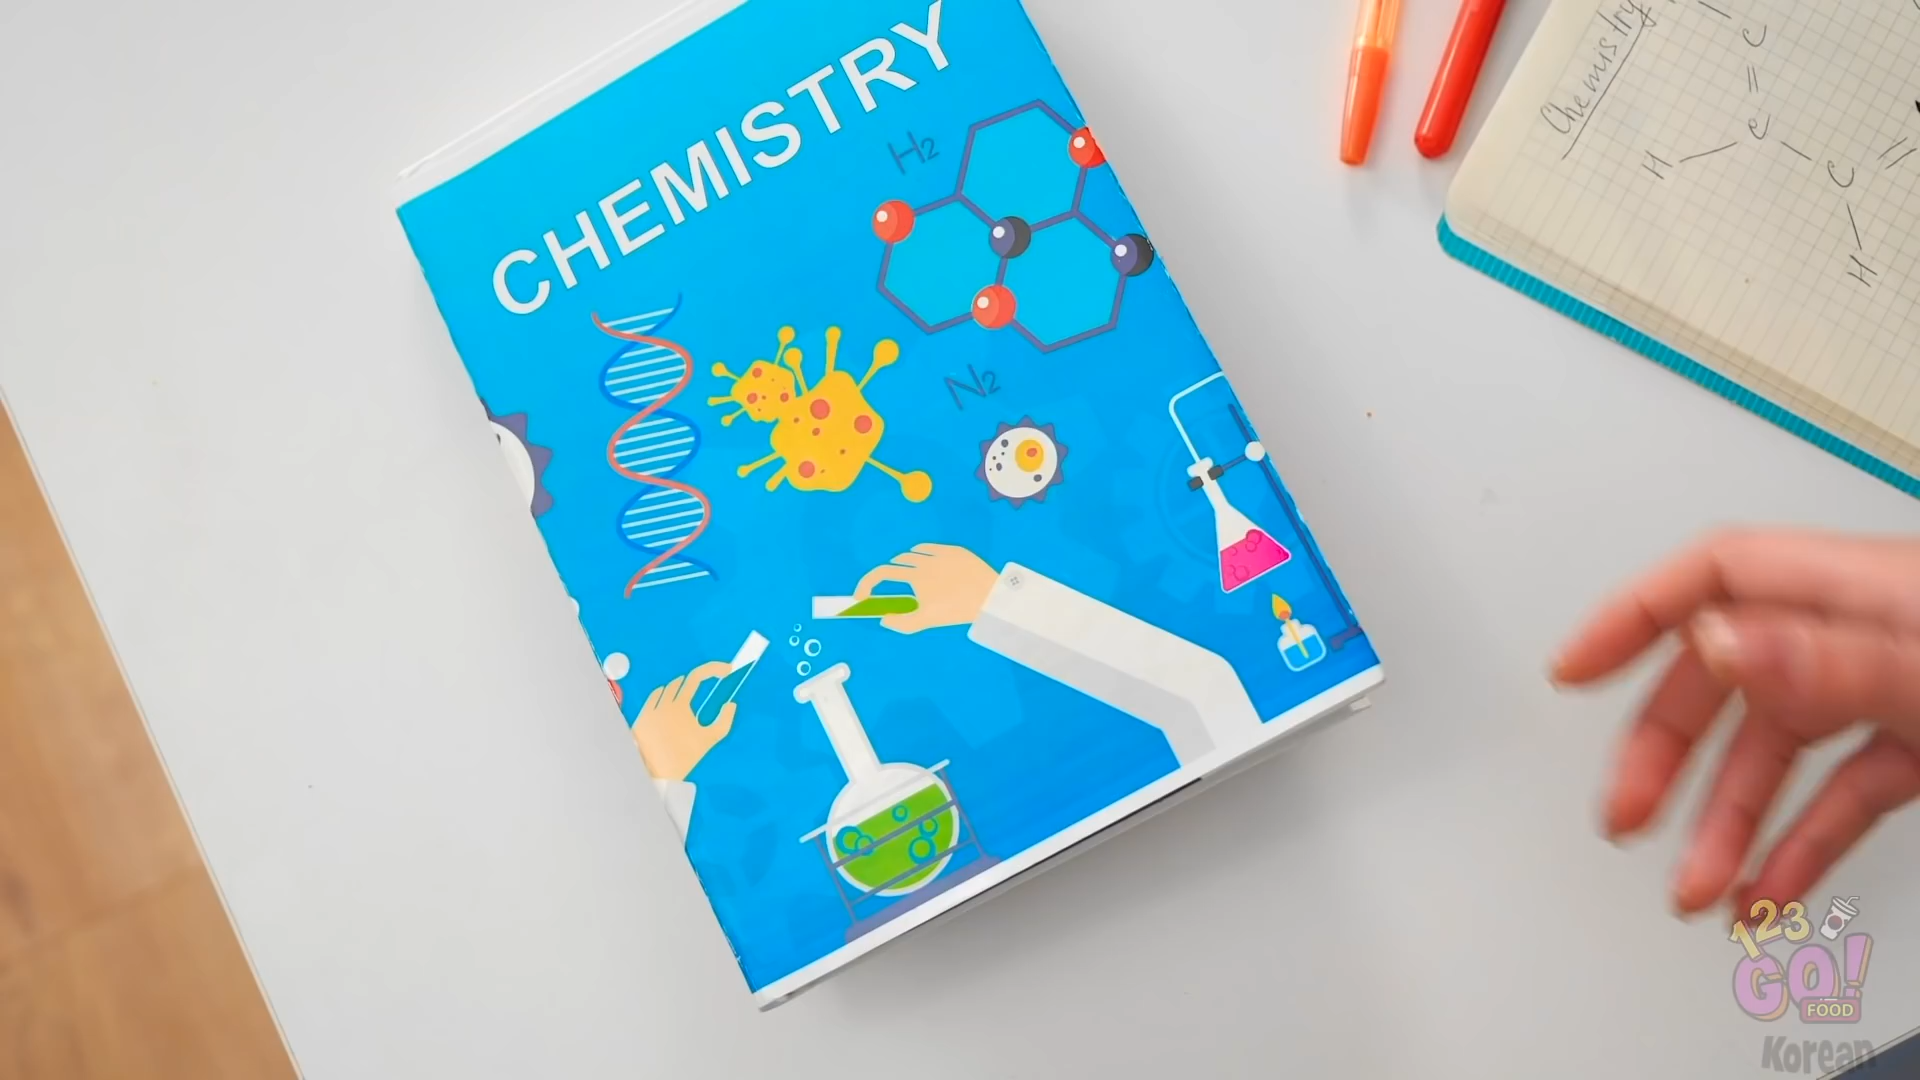 CHEMISTRY
H2
N2
Chemistry
C
H
C
C
H
123
GO!
FOOD
Korean